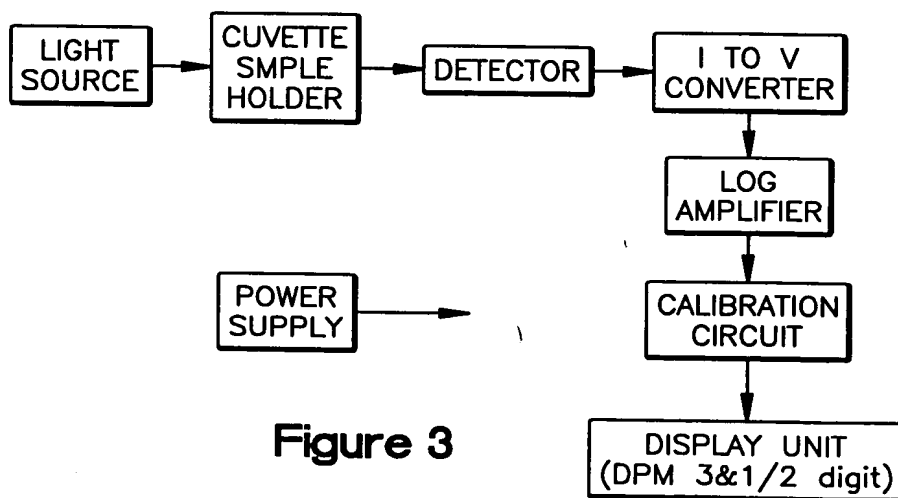 LIGHT
SOURCE
CUVETTE
SMPLE
HOLDER
DETECTOR
I TO V
CONVERTER
LOG
AMPLIFIER
POWER
SUPPLY
CALIBRATION
CIRCUIT
DISPLAY UNIT
(DPM 3&1/2 digit)
Figure 3